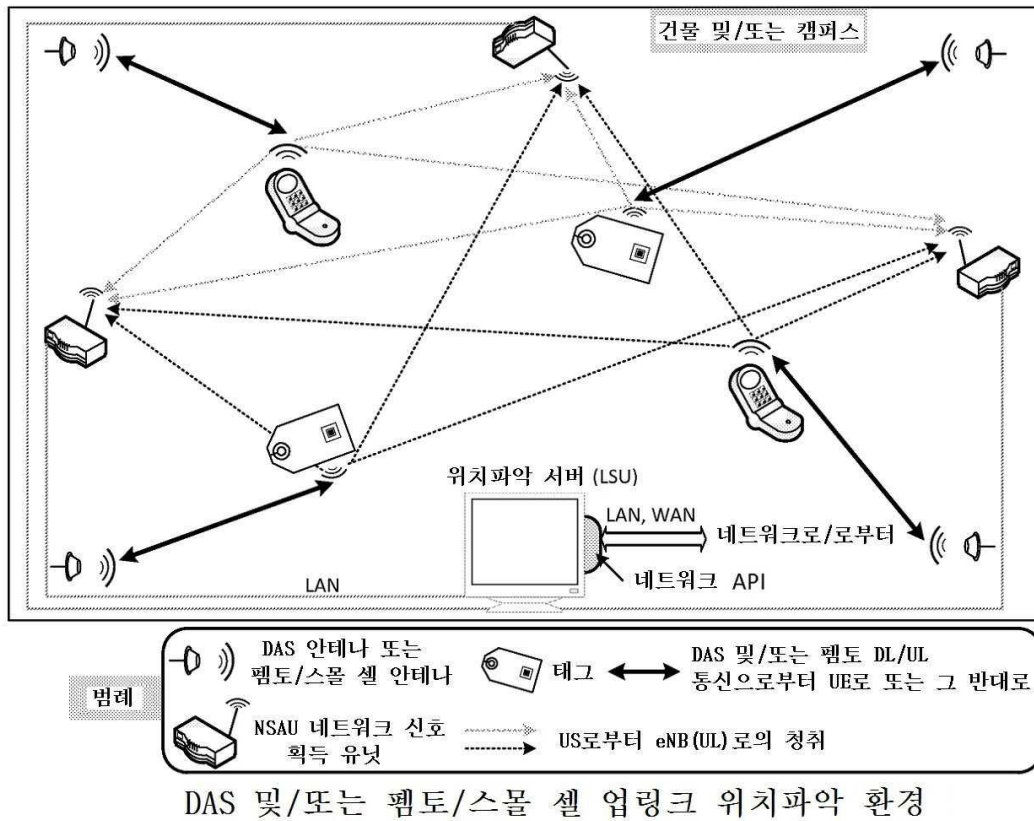 건물 및/또는 캠퍼스
위치파악 서버 (LSU)
LAN, WAN
네트워크로/로부터
네트워크 API
LAN
DAS 안테나 또는
펨토/스몰 셀 안테나
태그
DAS 및/또는 펨토 DL/UL
통신으로부터 UE로 또는 그 반대로
범례
NSAU 네트워크 신호
획득 유닛
US로부터 eNB(UL)로의 청취
DAS 및/또는 펨토/스몰 셀 업링크 위치파악 환경